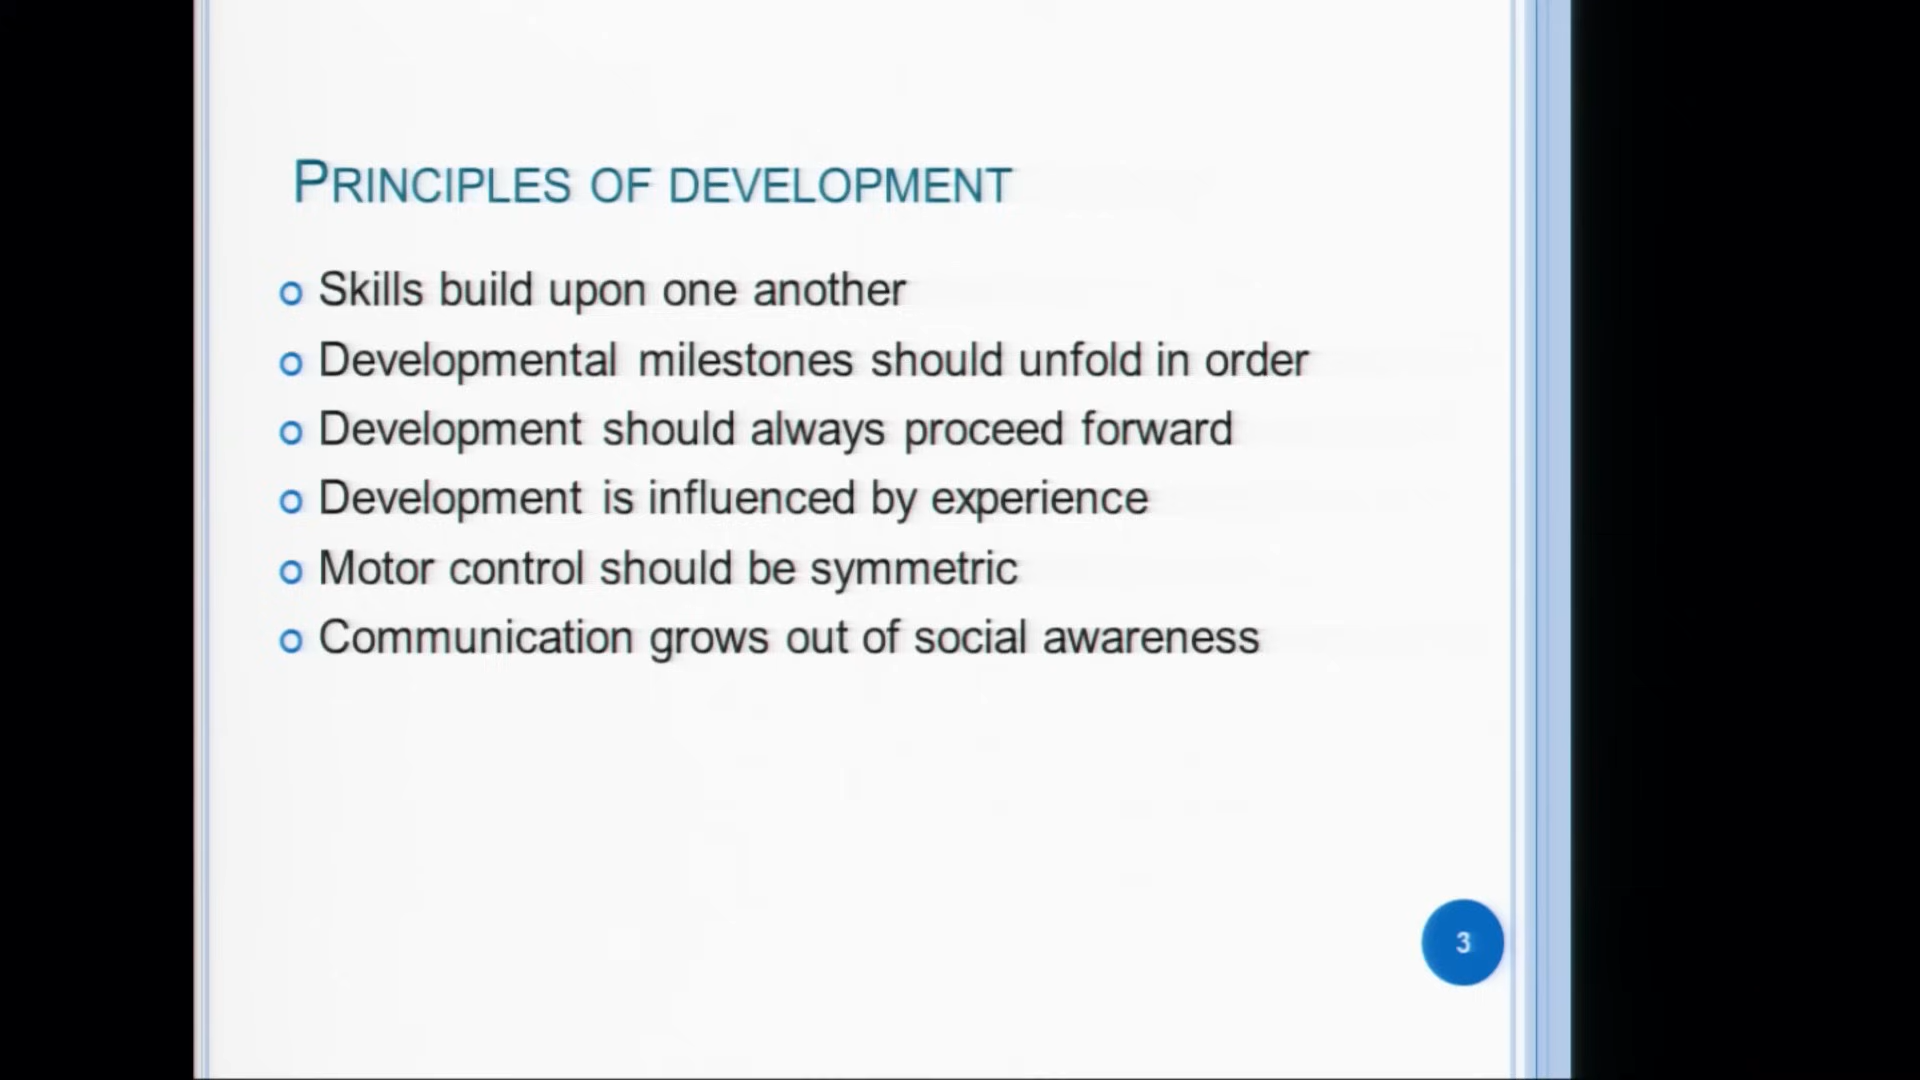 PRINCIPLES OF DEVELOPMENT
Skills build upon one another
Developmental milestones should unfold in order
Development should always proceed forward
Development is influenced by experience
Motor control should be symmetric
Communication grows out of social awareness
3